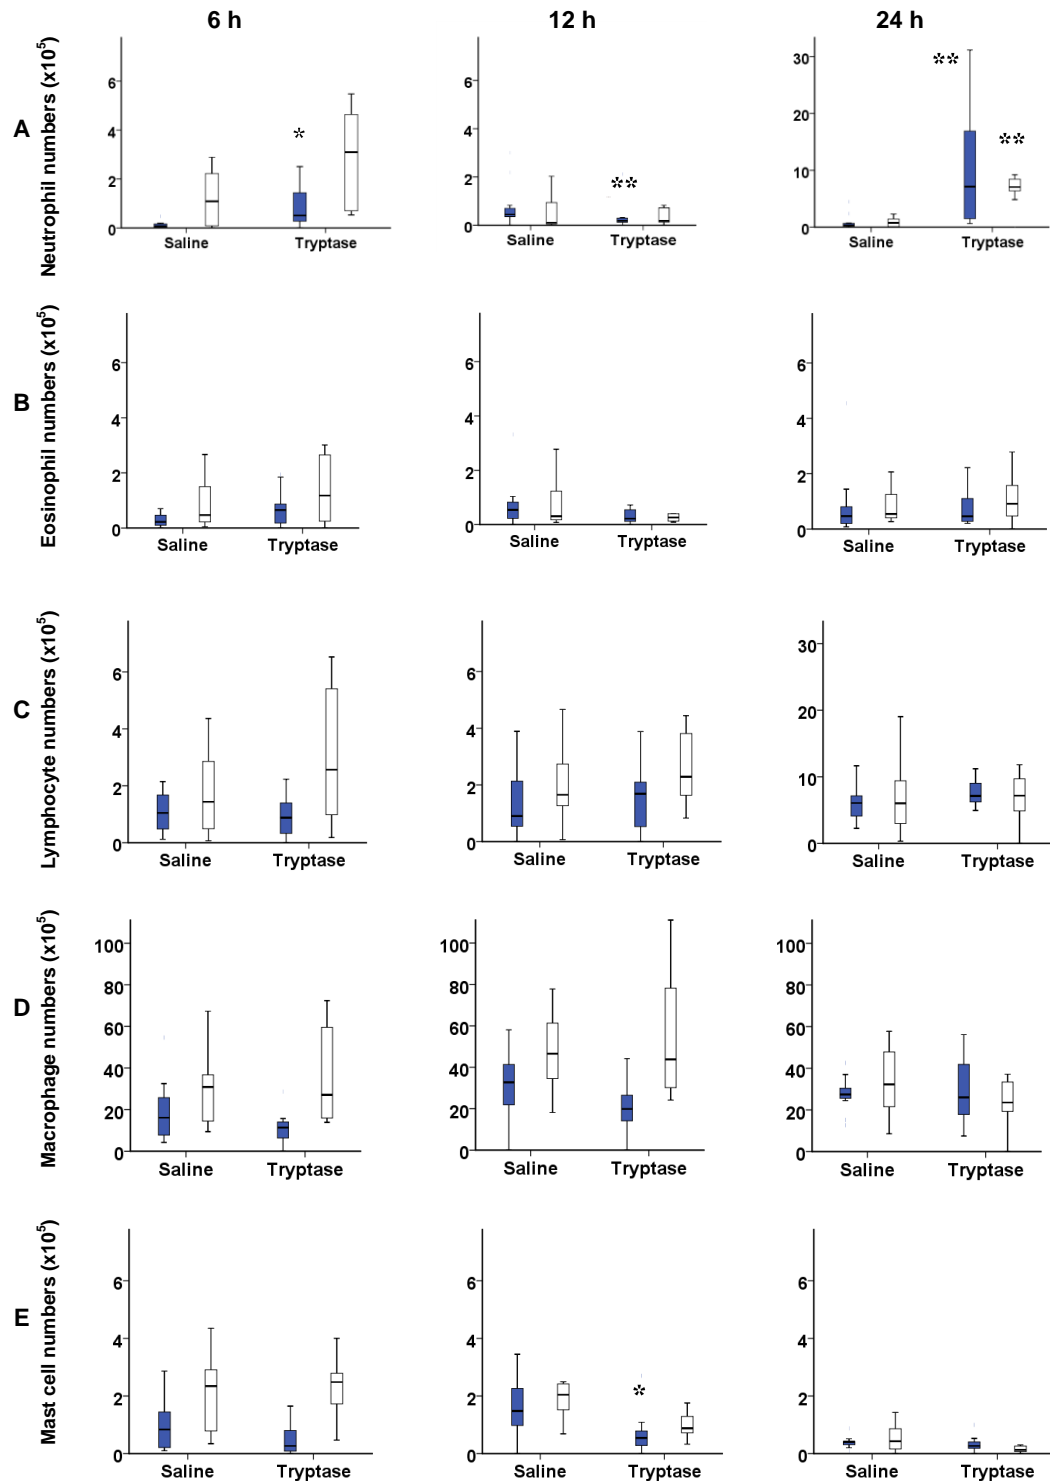 6 h 12 h 24 h
A
Neutrophil numbers (x10⁵)
6 4 2 0
Saline Tryptase
*
6 4 2 0
Saline Tryptase
**
30 20 10 0
Saline Tryptase
** **
B
Eosinophil numbers (x10⁵)
6 4 2 0
Saline Tryptase
6 4 2 0
Saline Tryptase
6 4 2 0
Saline Tryptase
C
Lymphocyte numbers (x10⁵)
6 4 2 0
Saline Tryptase
6 4 2 0
Saline Tryptase
30 20 10 0
Saline Tryptase
D
Macrophage numbers (x10⁵)
100 80 60 40 20 0
Saline Tryptase
100 80 60 40 20 0
Saline Tryptase
100 80 60 40 20 0
Saline Tryptase
E
Mast cell numbers (x10⁵)
6 4 2 0
Saline Tryptase
6 4 2 0
Saline Tryptase
*
6 4 2 0
Saline Tryptase